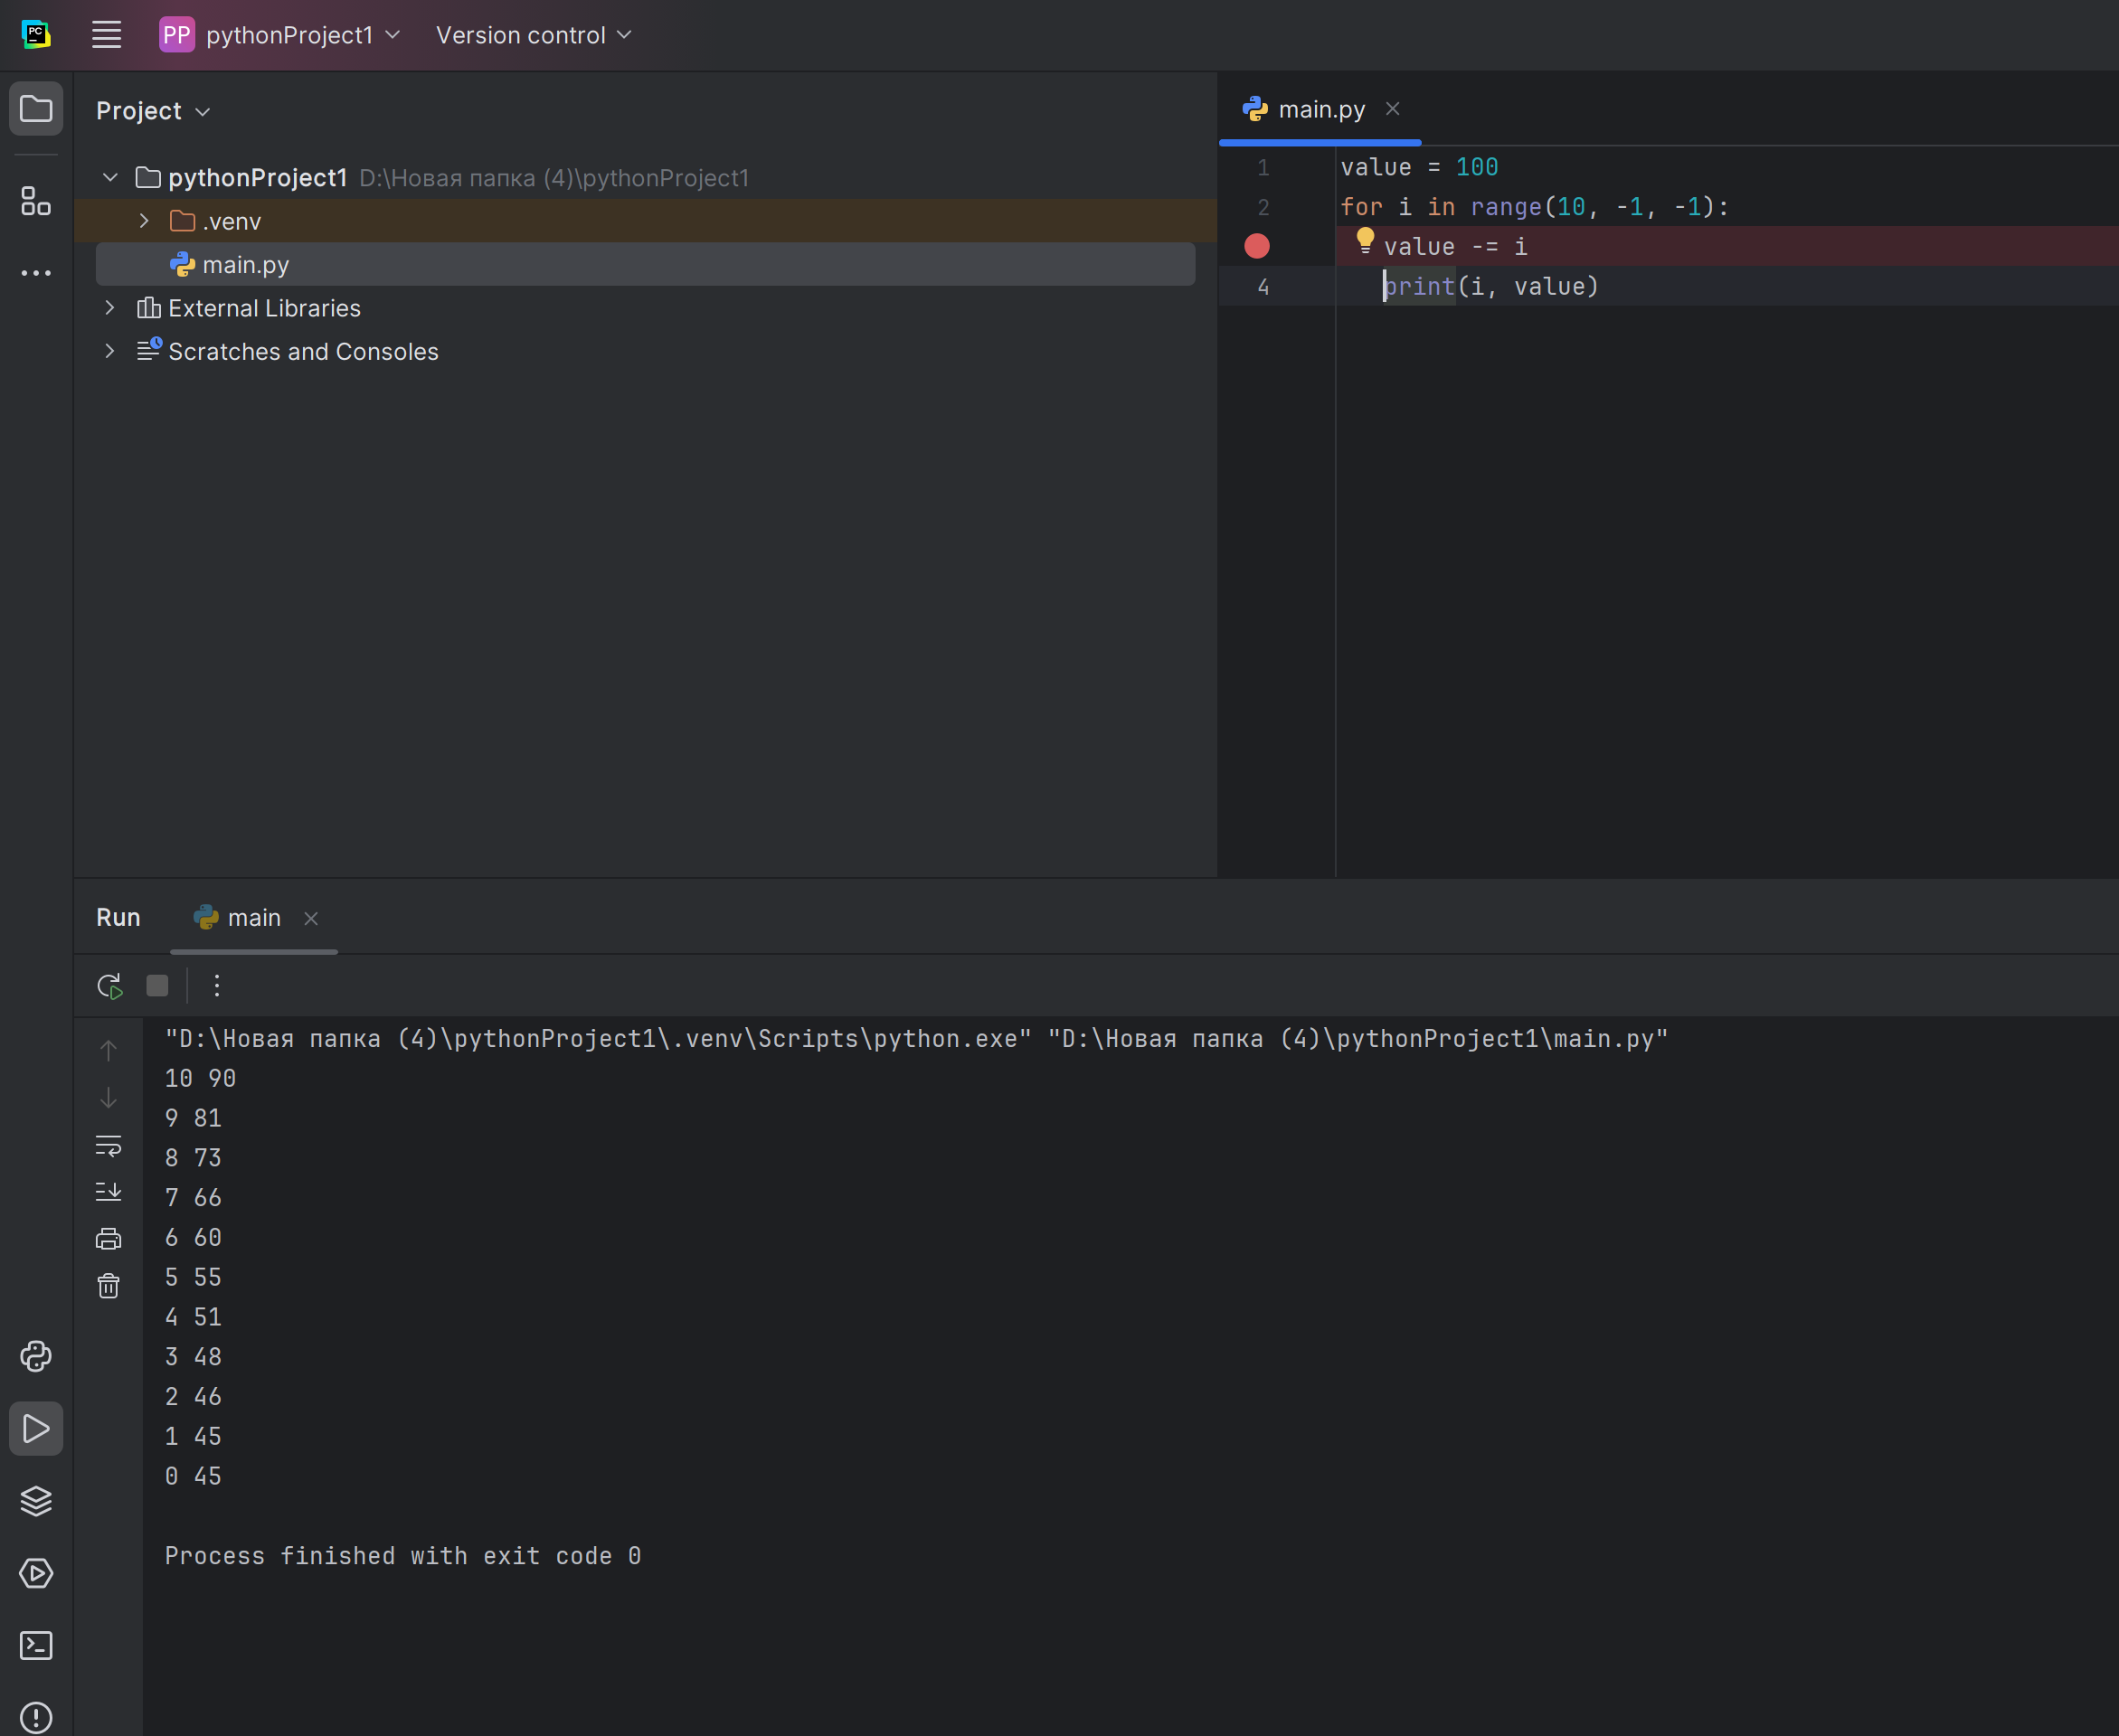 PC
PP pythonProject1 Version control
Project
pythonProject1 D:\Новая папка (4)\pythonProject1
.venv
main.py
External Libraries
Scratches and Consoles
main.py
1 value = 100
2 for i in range(10, -1, -1):
value -= i
4 print(i, value)
Run main
"D:\Новая папка (4)\pythonProject1\.venv\Scripts\python.exe" "D:\Новая папка (4)\pythonProject1\main.py"
10 90
9 81
8 73
7 66
6 60
5 55
4 51
3 48
2 46
1 45
0 45
Process finished with exit code 0